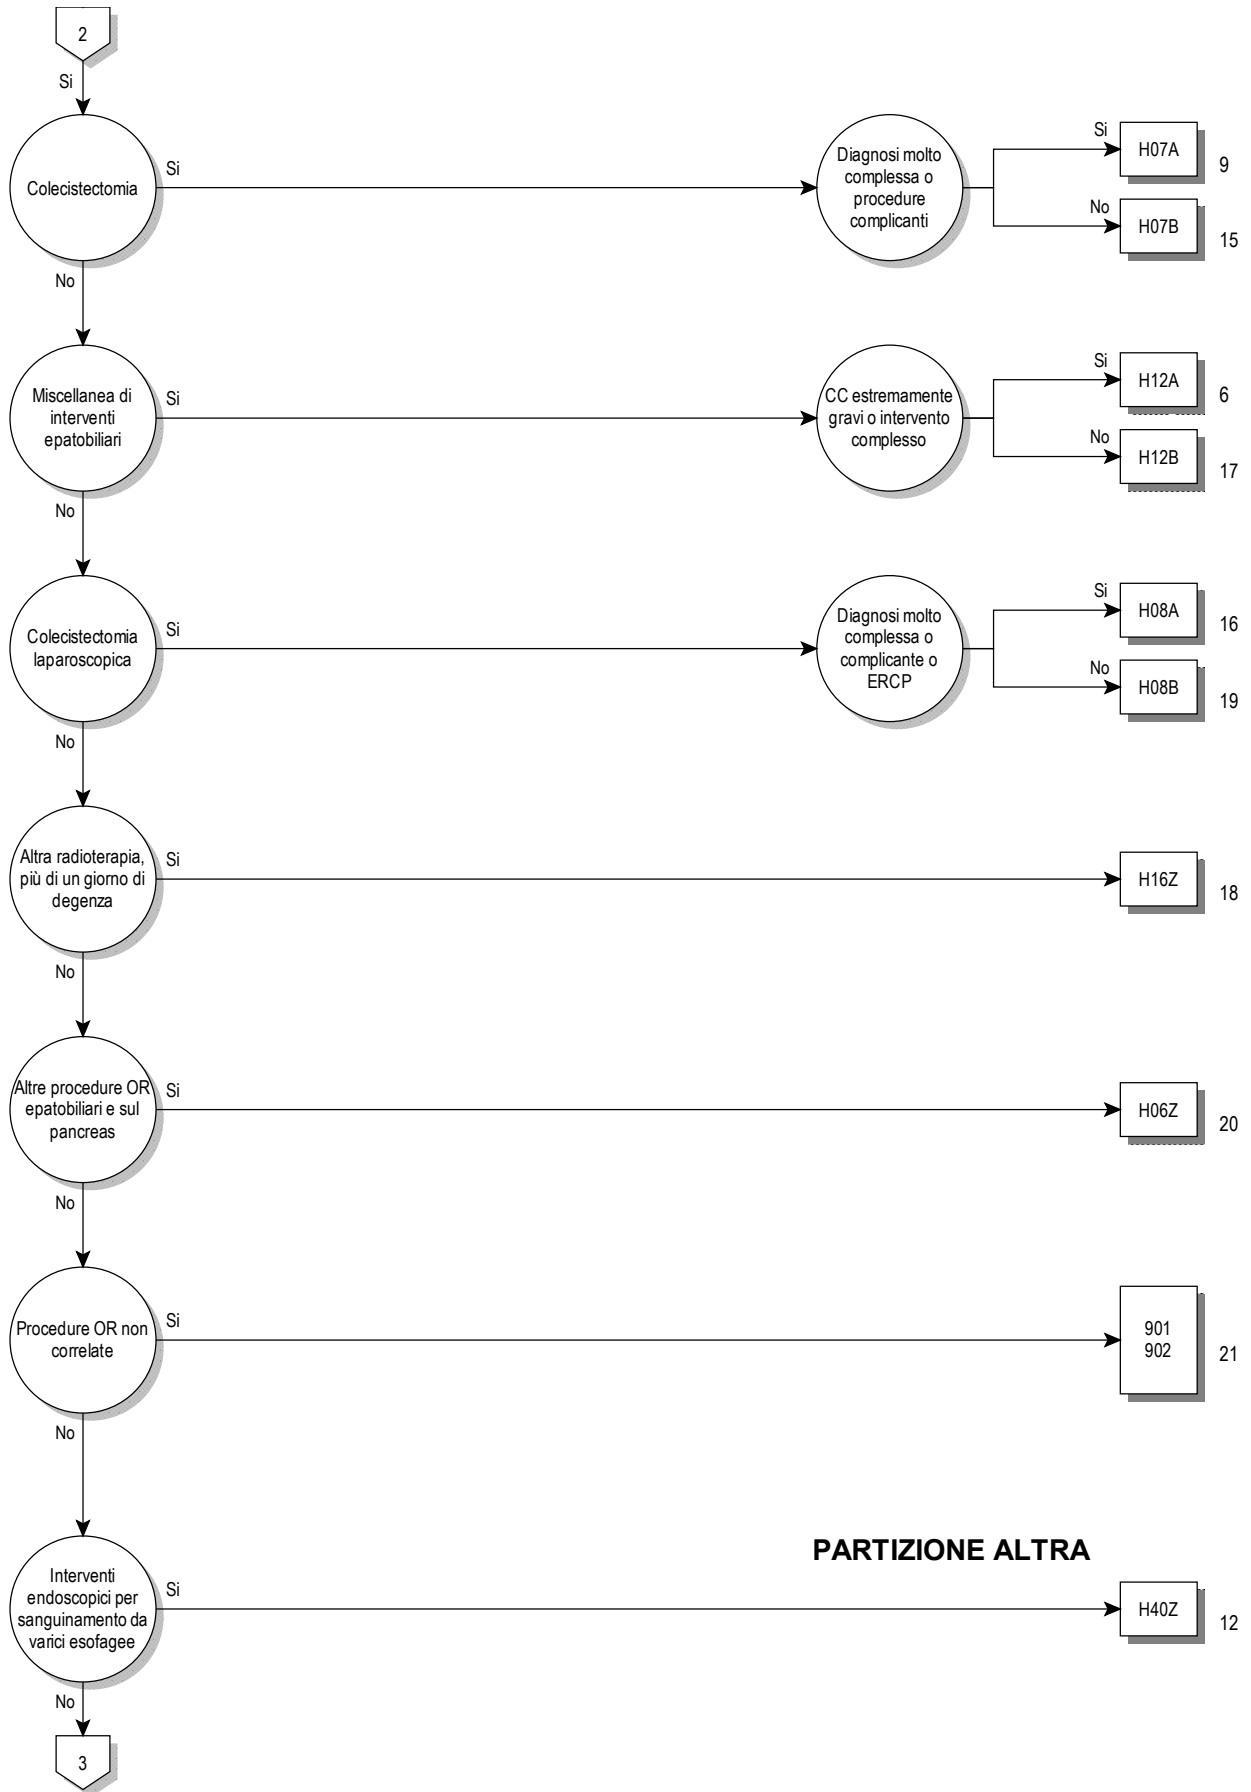 2
Si
Colecistectomia
Si
Diagnosi molto
complessa o
procedure
complicanti
Si
H07A
9
No
H07B
15
No
Miscellanea di
interventi
epatobiliari
Si
CC estremamente
gravi o intervento
complesso
Si
H12A
6
No
H12B
17
No
Colecistectomia
laparoscopica
Si
Diagnosi molto
complessa o
complicante o
ERCP
Si
H08A
16
No
H08B
19
No
Altra radioterapia,
più di un giorno di
degenza
Si
H16Z
18
No
Altre procedure OR
epatobiliari e sul
pancreas
Si
H06Z
20
No
Procedure OR non
correlate
Si
901
902
21
No
PARTIZIONE ALTRA
Interventi
endoscopici per
sanguinamento da
varici esofagee
Si
H40Z
12
No
3